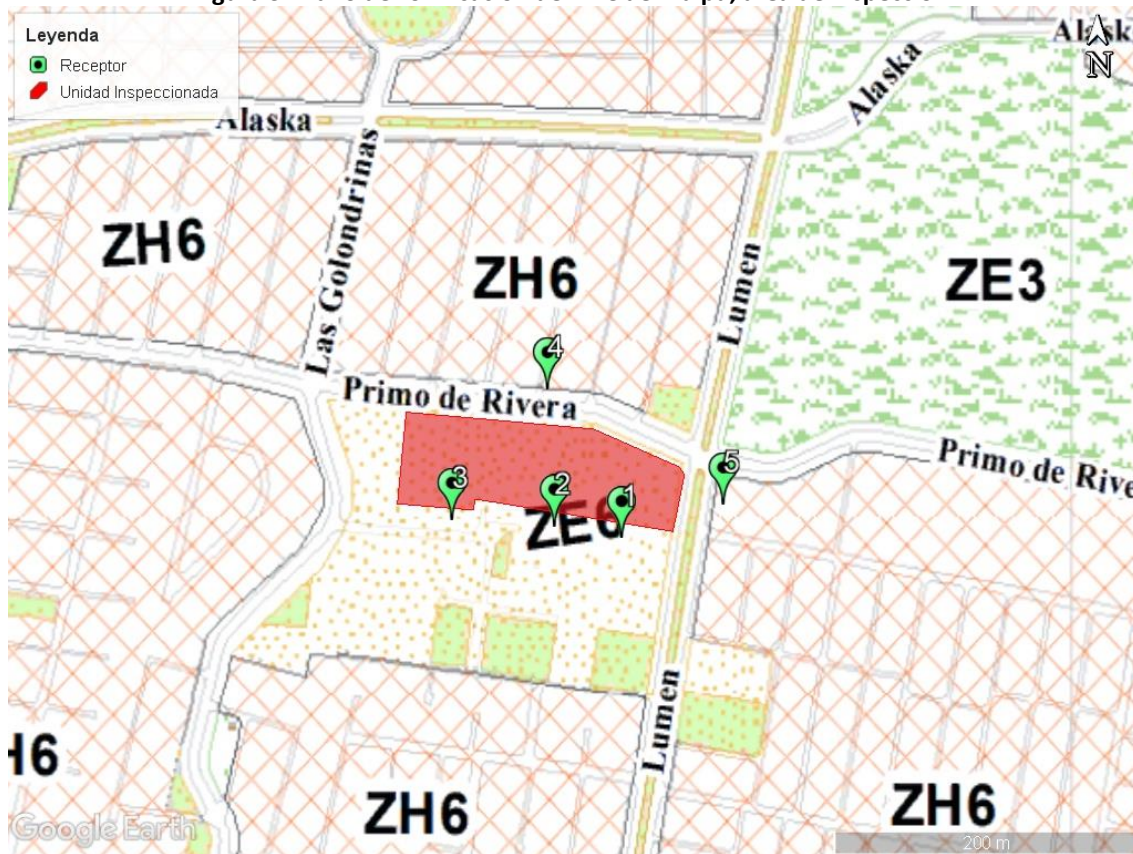 Leyenda
Receptor
Unidad Inspeccionada
N
Alaska
Alaska
Las Golondrinas
ZH6
ZH6
ZE3
Lumen
4
Primo de Rivera
5
Primo de Rive
3
2
1
ZE6
Lumen
H6
ZH6
ZH6
Google Earth
200 m